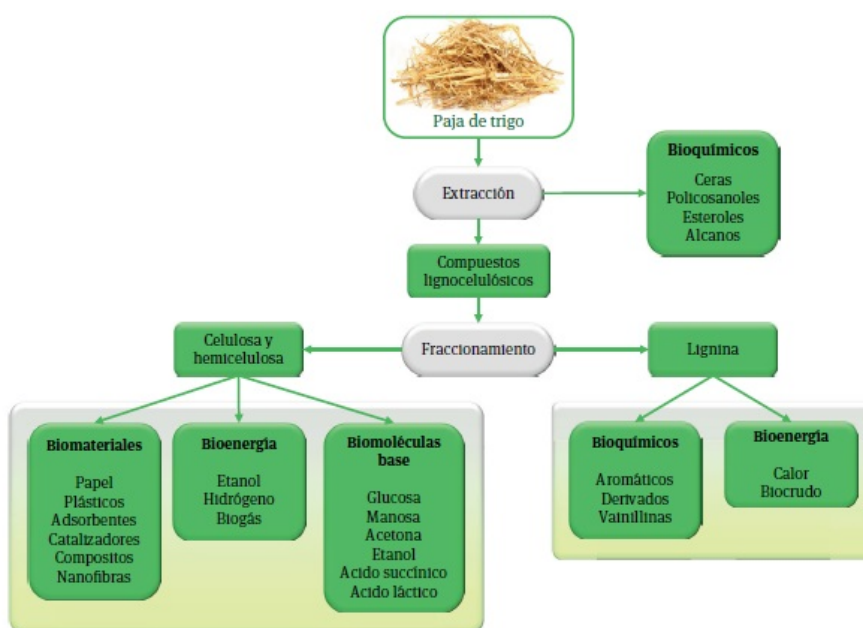 Paja de trigo
Extracción
Bioquímicos
Ceras
Policosanoles
Esteroles
Alcanos
Compuestos
lignocelulósicos
Celulosa y
hemicelulosa
Fraccionamiento
Lignina
Biomateriales
Papel
Plásticos
Adsorbentes
Catalizadores
Compositos
Nanofibras
Bioenergía
Etanol
Hidrógeno
Biogás
Biomoléculas
base
Glucosa
Manosa
Acetona
Etanol
Acido succínico
Acido láctico
Bioquímicos
Aromáticos
Derivados
Vainillinas
Bioenergía
Calor
Biocrudo